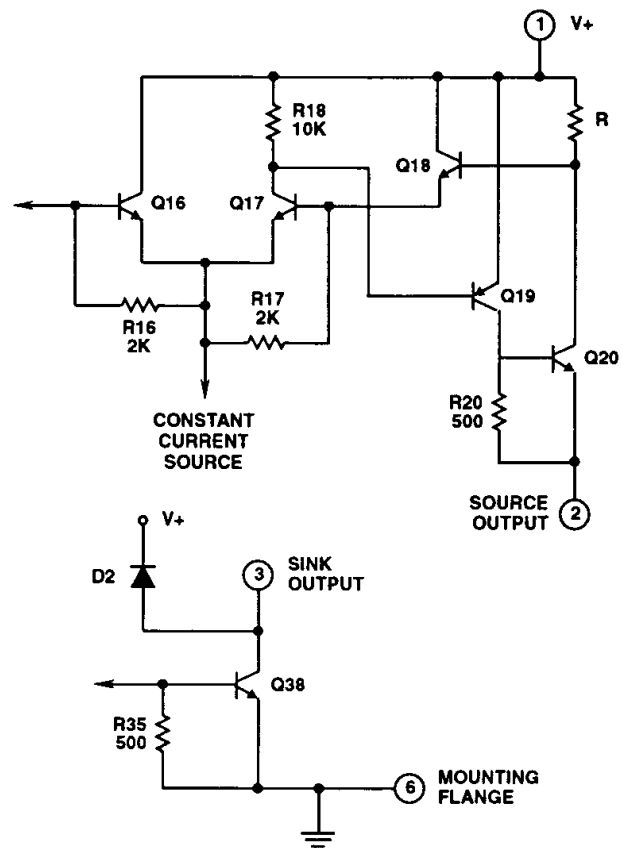 1 V+
R18
10K
R
Q18
Q16
Q17
R17
2K
Q19
R16
2K
Q20
R20
500
CONSTANT
CURRENT
SOURCE
SOURCE
OUTPUT 2
V+
D2
3 SINK
OUTPUT
Q38
R35
500
6 MOUNTING
FLANGE